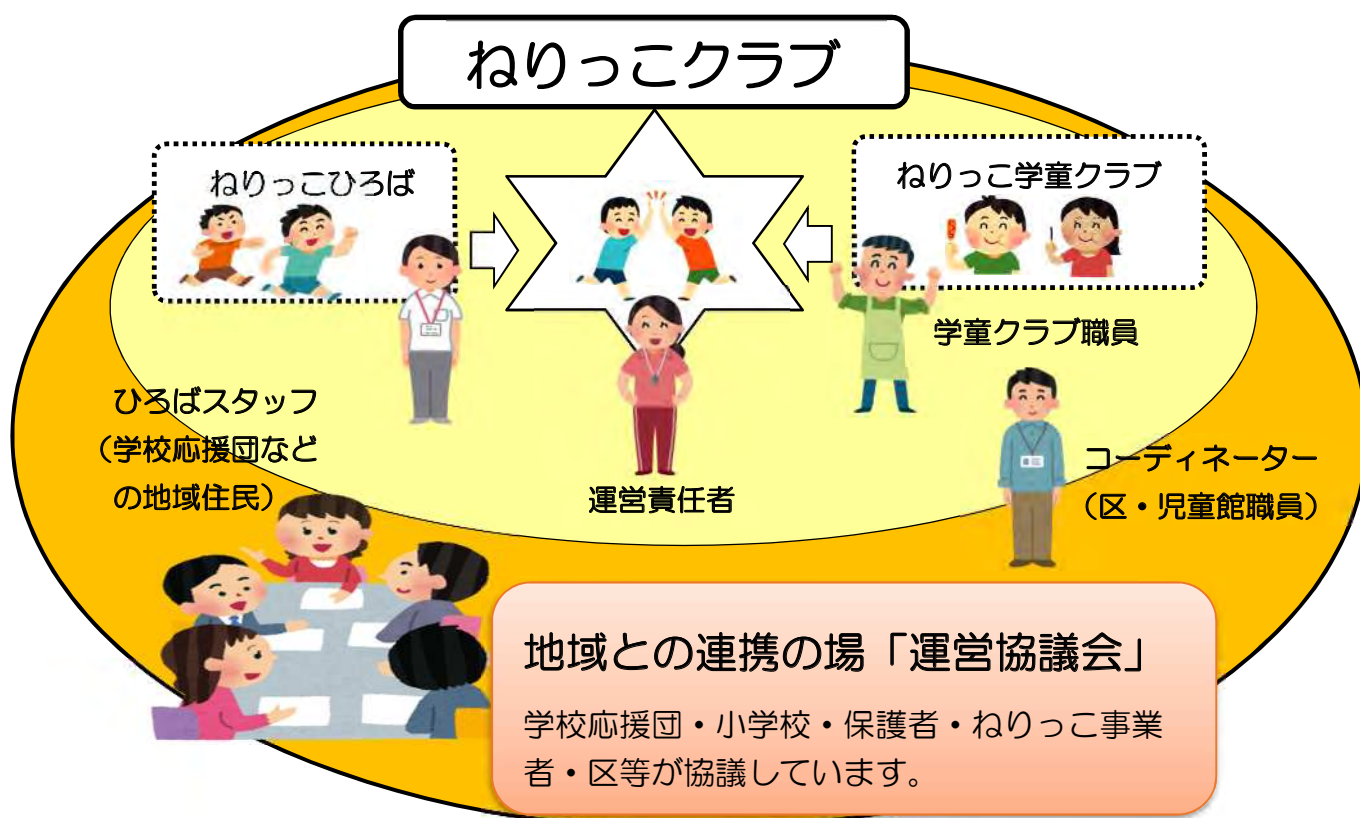 ねりっこクラブ
ねりっこひろば
ねりっこ学童クラブ
学童クラブ職員
ひろばスタッフ
（学校応援団など
の地域住民）
運営責任者
コーディネーター
（区・児童館職員）
地域との連携の場「運営協議会」
学校応援団・小学校・保護者・ねりっこ事業
者・区等が協議しています。